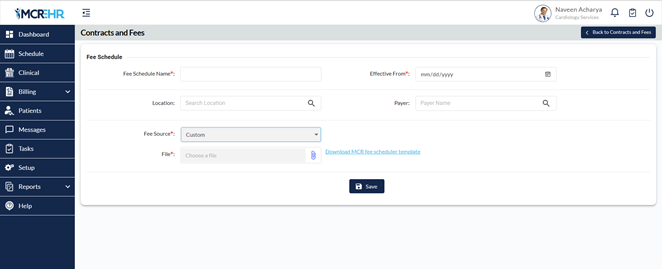 MCREHR
Naveen Acharya
Cardiology Services
Dashboard
Schedule
Clinical
Billing
Patients
Messages
Tasks
Setup
Reports
Help
Contracts and Fees
Back to Contracts and Fees
Fee Schedule
Fee Schedule Name*:
Effective From*: mm/dd/yyyy
Location: Search Location
Payer: Payer Name
Fee Source*: Custom
File*: Choose a file Download MCR fee scheduler template
Save